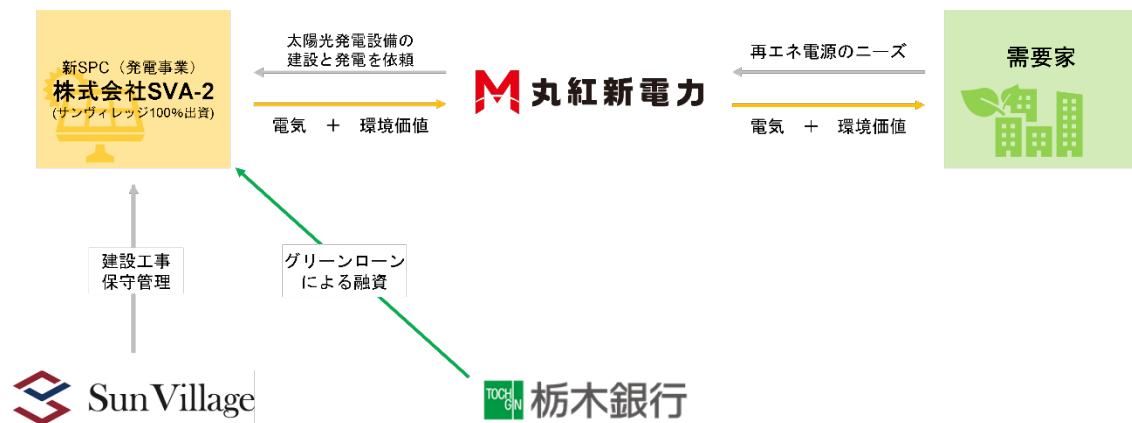 新SPC（発電事業）
株式会社SVA-2
(サンヴィレッジ100%出資)
太陽光発電設備の
建設と発電を依頼
電気　+　環境価値
丸紅新電力
再エネ電源のニーズ
電気　+　環境価値
需要家
建設工事
保守管理
グリーンローン
による融資
Sun Village
TOCHIGIN
栃木銀行